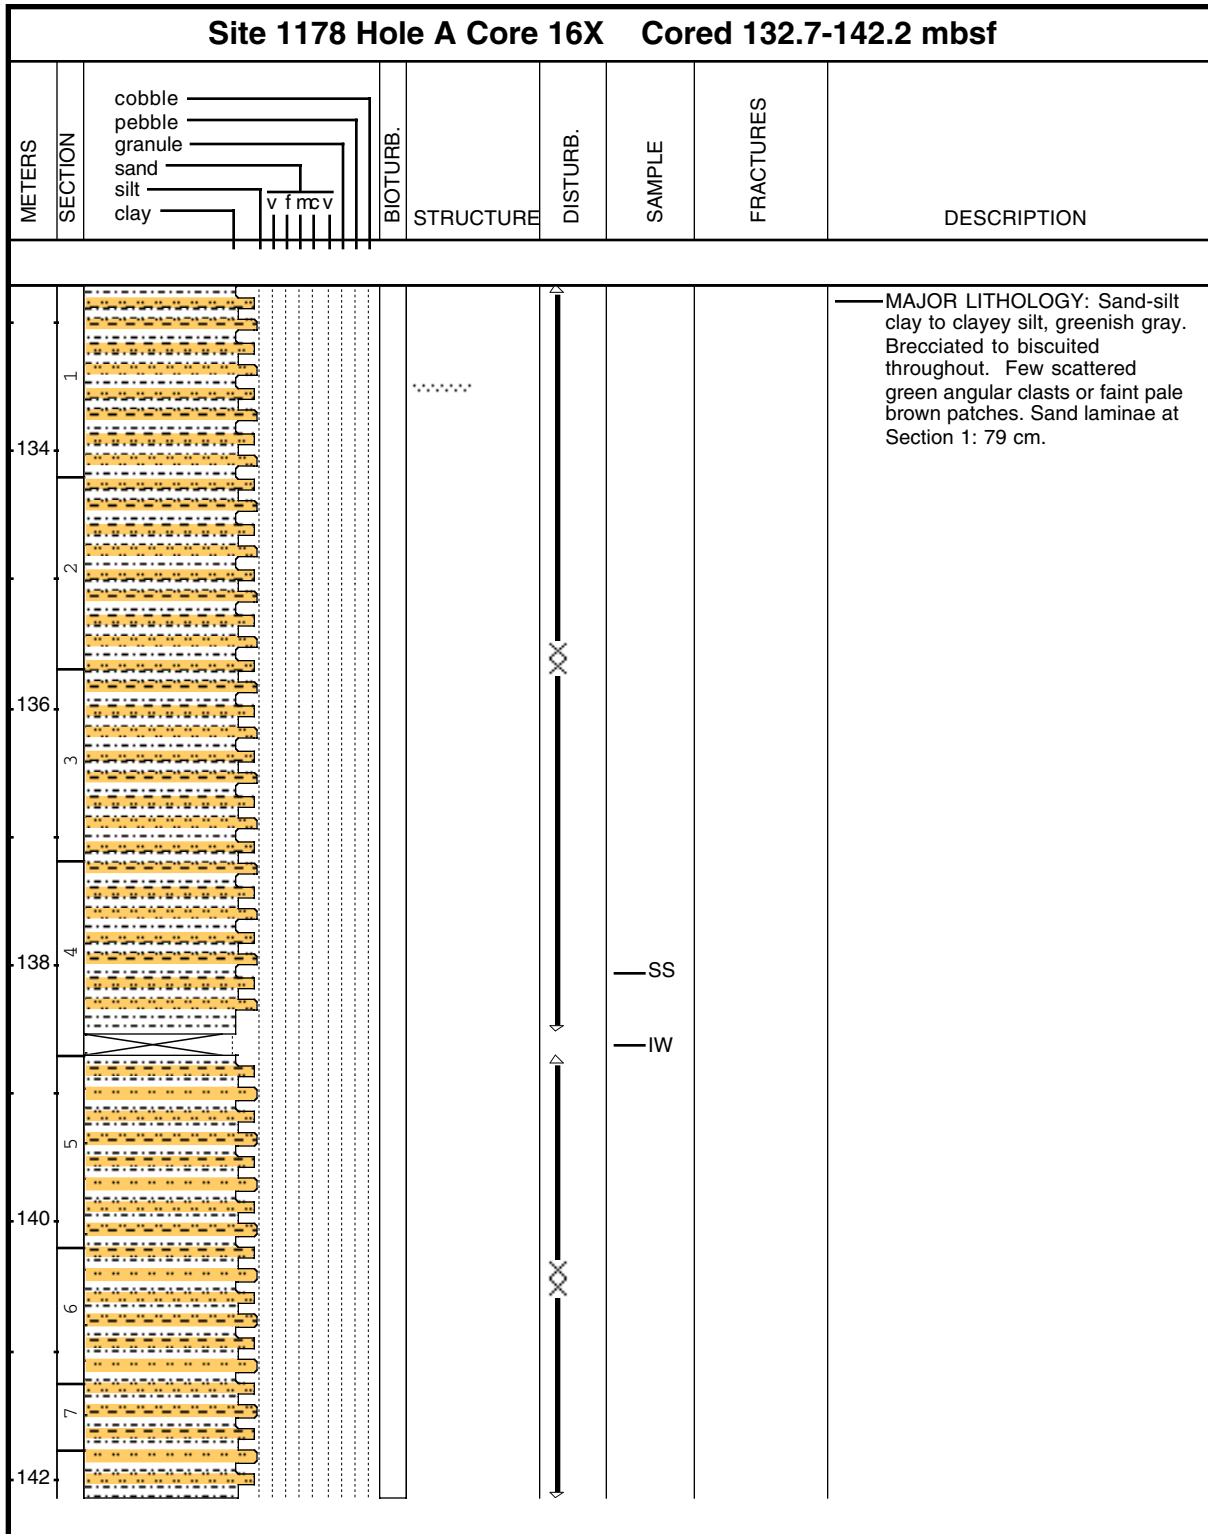 Site 1178 Hole A Core 16X Cored 132.7-142.2 mbsf
METERS
SECTION
cobble
pebble
granule
sand
silt
v f m c v
clay
BIOTURB.
STRUCTURE
DISTURB.
SAMPLE
FRACTURES
DESCRIPTION
MAJOR LITHOLOGY: Sand-silt
clay to clayey silt, greenish gray.
Brecciated to biscuited
throughout. Few scattered
green angular clasts or faint pale
brown patches. Sand laminae at
Section 1: 79 cm.
1
134
2
136
3
4
138
SS
IW
5
140
6
7
142